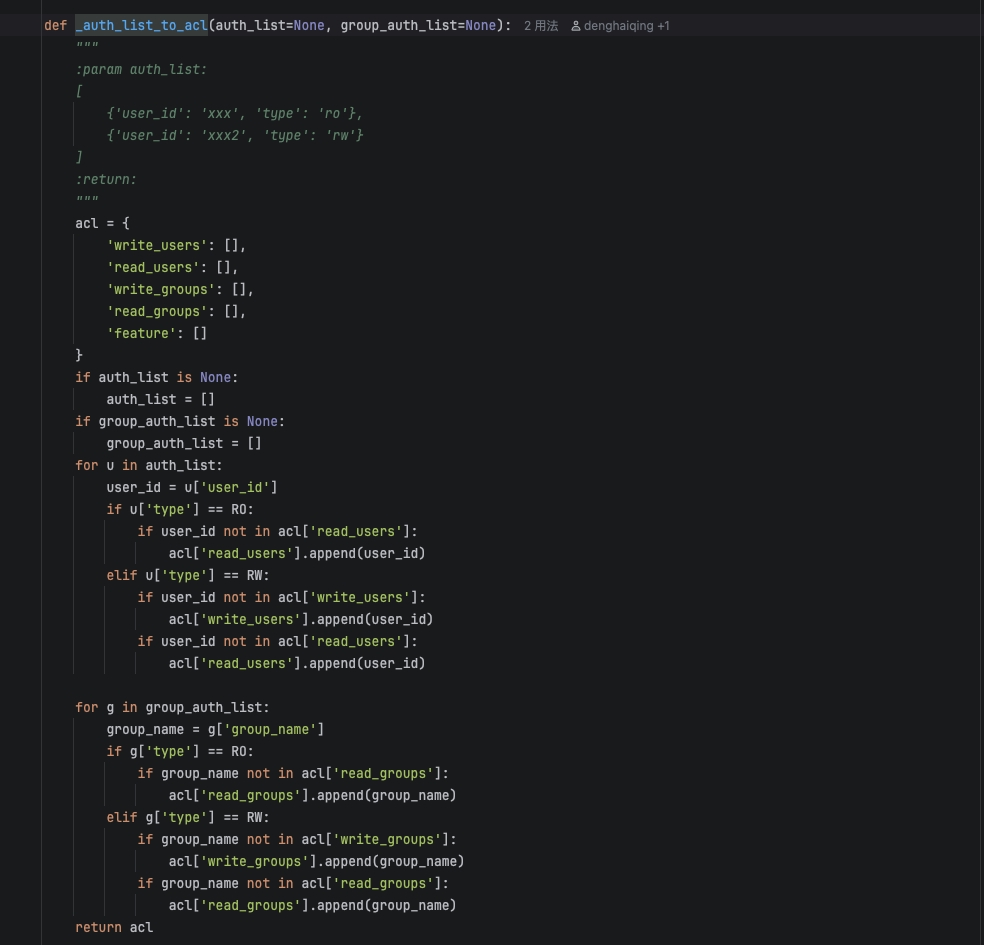 def _auth_list_to_acl(auth_list=None, group_auth_list=None): 2 用法 denghaiqing +1
"""
:param auth_list:
[
    {'user_id': 'xxx', 'type': 'ro'},
    {'user_id': 'xxx2', 'type': 'rw'}
]
:return:
"""
acl = {
    'write_users': [],
    'read_users': [],
    'write_groups': [],
    'read_groups': [],
    'feature': []
}
if auth_list is None:
    auth_list = []
if group_auth_list is None:
    group_auth_list = []
for u in auth_list:
    user_id = u['user_id']
    if u['type'] == RO:
        if user_id not in acl['read_users']:
            acl['read_users'].append(user_id)
    elif u['type'] == RW:
        if user_id not in acl['write_users']:
            acl['write_users'].append(user_id)
        if user_id not in acl['read_users']:
            acl['read_users'].append(user_id)

for g in group_auth_list:
    group_name = g['group_name']
    if g['type'] == RO:
        if group_name not in acl['read_groups']:
            acl['read_groups'].append(group_name)
    elif g['type'] == RW:
        if group_name not in acl['write_groups']:
            acl['write_groups'].append(group_name)
        if group_name not in acl['read_groups']:
            acl['read_groups'].append(group_name)
return acl